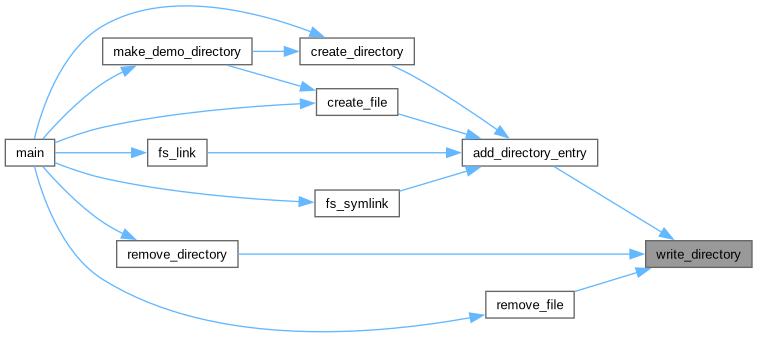 make_demo_directory
create_directory
create_file
main
fs_link
add_directory_entry
fs_symlink
remove_directory
write_directory
remove_file